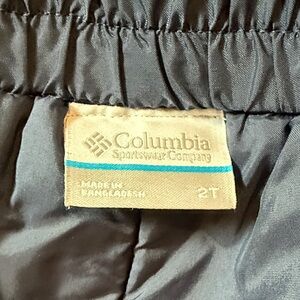 Columbia
Sportswear Company
MADE IN
BANGLADESH
2T